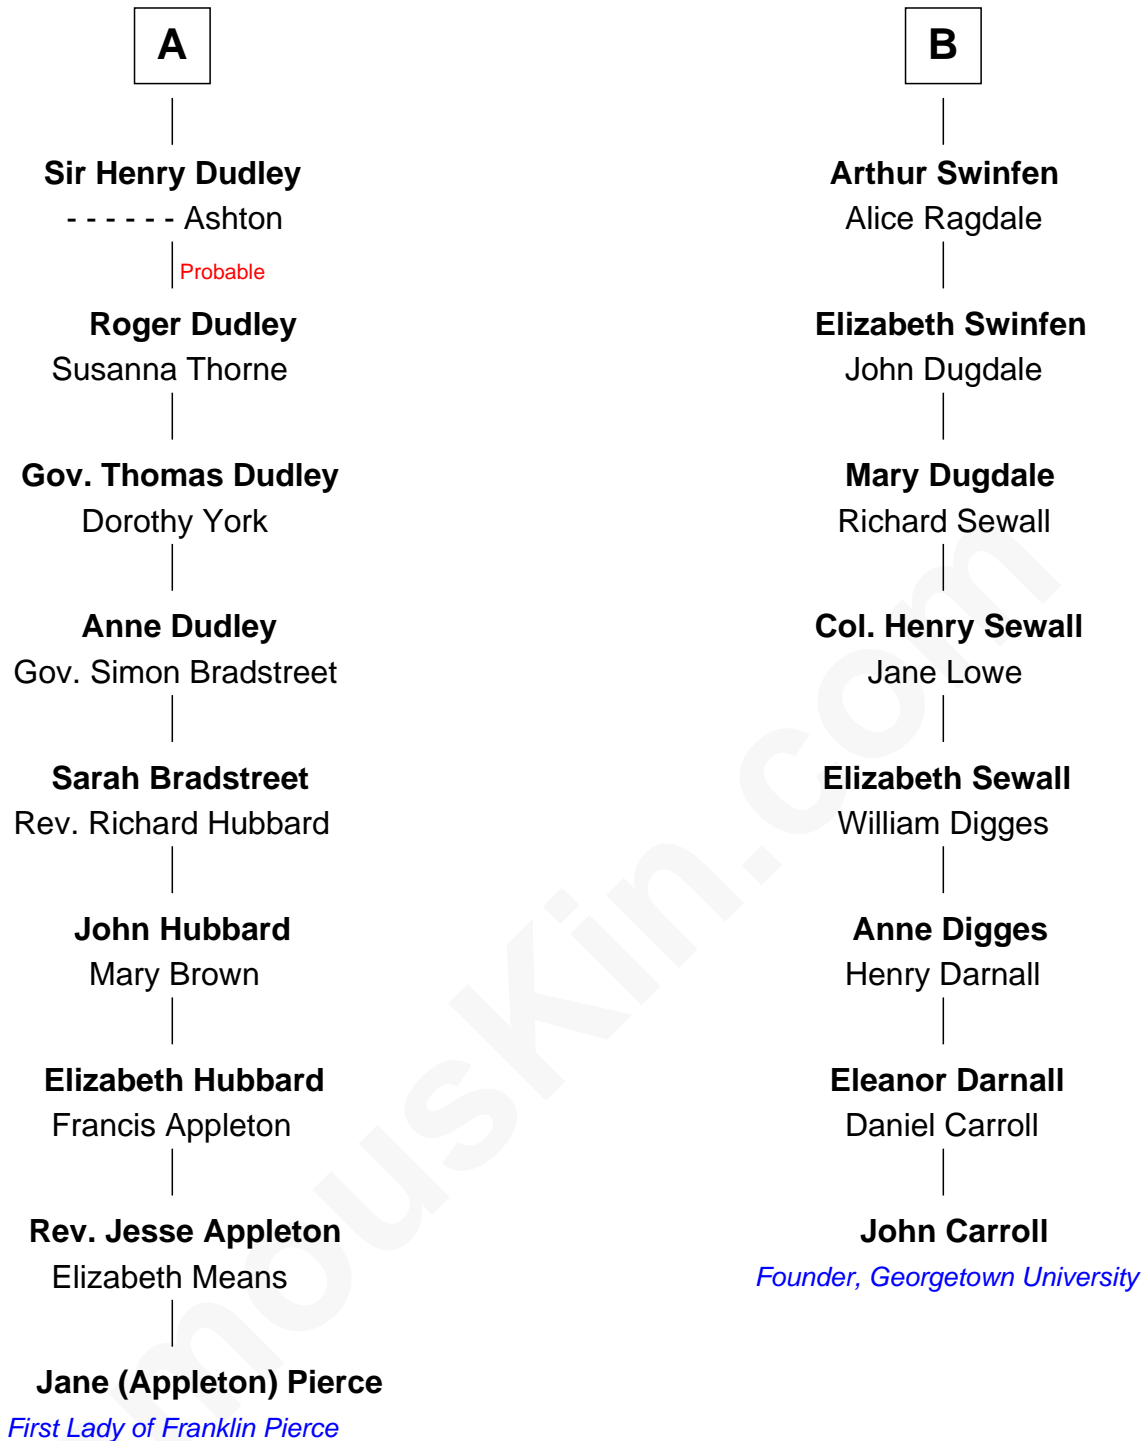 A
Sir Henry Dudley
- - - - - - Ashton
Probable
Roger Dudley
Susanna Thorne
Gov. Thomas Dudley
Dorothy York
Anne Dudley
Gov. Simon Bradstreet
Sarah Bradstreet
Rev. Richard Hubbard
John Hubbard
Mary Brown
Elizabeth Hubbard
Francis Appleton
Rev. Jesse Appleton
Elizabeth Means
Jane (Appleton) Pierce
First Lady of Franklin Pierce
B
Arthur Swinfen
Alice Ragdale
Elizabeth Swinfen
John Dugdale
Mary Dugdale
Richard Sewall
Col. Henry Sewall
Jane Lowe
Elizabeth Sewall
William Digges
Anne Digges
Henry Darnall
Eleanor Darnall
Daniel Carroll
John Carroll
Founder, Georgetown University
mousKin.com